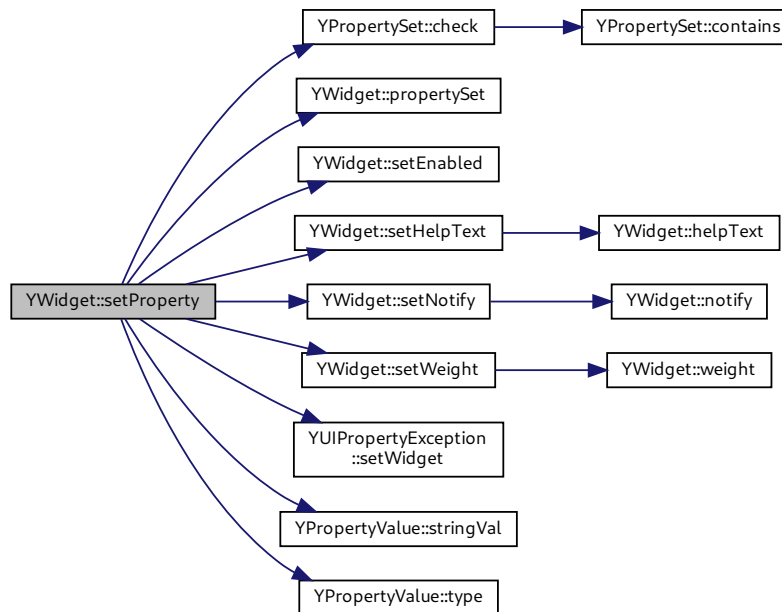 YPropertySet::check
YPropertySet::contains
YWidget::propertySet
YWidget::setEnabled
YWidget::setHelpText
YWidget::helpText
YWidget::setProperty
YWidget::setNotify
YWidget::notify
YWidget::setWeight
YWidget::weight
YUIPropertyException
::setWidget
YPropertyValue::stringVal
YPropertyValue::type